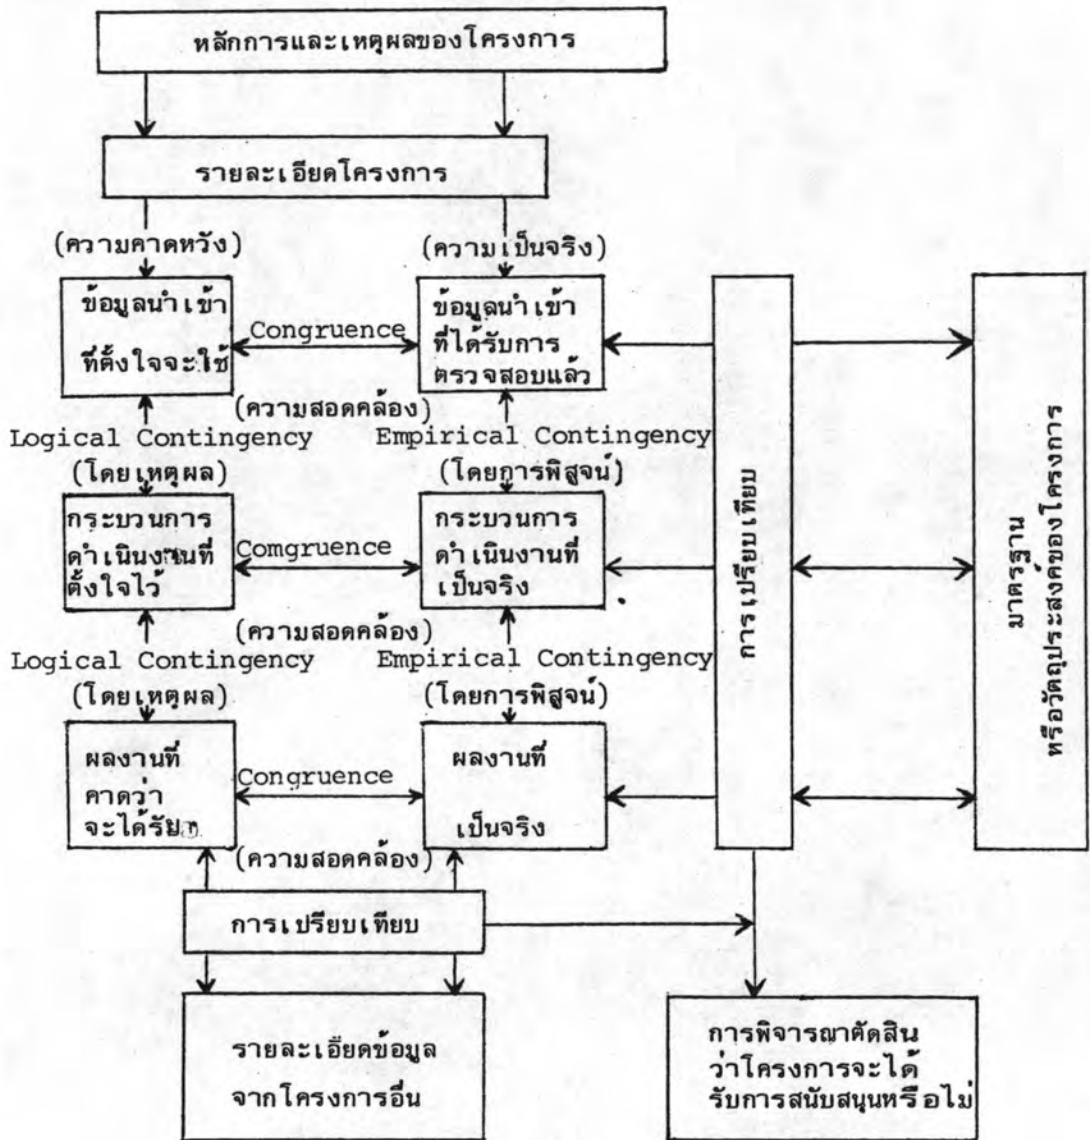 หลักการและเหตุผลของโครงการ
รายละเอียดโครงการ
(ความคาดหวัง)
(ความเป็นจริง)
ข้อมูลนำเข้า
ที่ตั้งใจจะใช้
Congruence
(ความสอดคล้อง)
ข้อมูลนำเข้า
ที่ได้รับการ
ตรวจสอบแล้ว
Logical Contingency
(โดยเหตุผล)
Empirical Contingency
(โดยการพิสูจน์)
กระบวนการ
ดำเนินงานที่
ตั้งใจไว้
Comgruence
(ความสอดคล้อง)
กระบวนการ
ดำเนินงานที่
เป็นจริง
Logical Contingency
(โดยเหตุผล)
Empirical Contingency
(โดยการพิสูจน์)
ผลงานที่
คาดว่า
จะได้รับ
Congruence
(ความสอดคล้อง)
ผลงานที่
เป็นจริง
การเปรียบเทียบ
มาตรฐาน
หรือวัตถุประสงค์ของโครงการ
การเปรียบเทียบ
รายละเอียดข้อมูล
จากโครงการอื่น
การพิจารณาตัดสิน
ว่าโครงการจะได้
รับการสนับสนุนหรือไม่